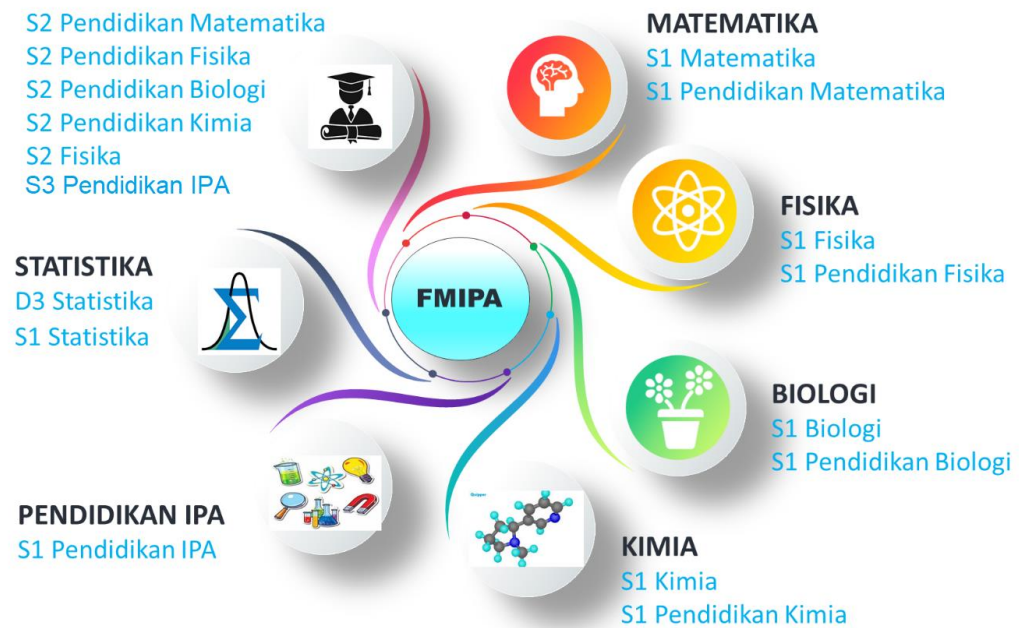 S2 Pendidikan Matematika
S2 Pendidikan Fisika
S2 Pendidikan Biologi
S2 Pendidikan Kimia
S2 Fisika
S3 Pendidikan IPA
MATEMATIKA
S1 Matematika
S1 Pendidikan Matematika
FISIKA
S1 Fisika
S1 Pendidikan Fisika
STATISTIKA
D3 Statistika
S1 Statistika
FMIPA
BIOLOGI
S1 Biologi
S1 Pendidikan Biologi
PENDIDIKAN IPA
S1 Pendidikan IPA
KIMIA
S1 Kimia
S1 Pendidikan Kimia